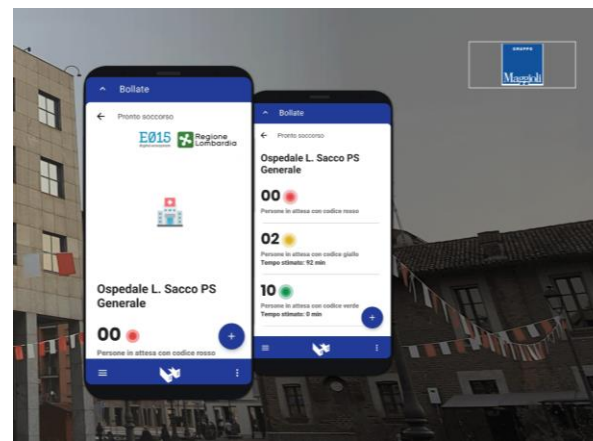 GRUPPO
Maggioli
Bollate
Pronto soccorso
E015
Regione
Lombardia
Ospedale L. Sacco PS
Generale
00
Persone in attesa con codice rosso
Bollate
Pronto soccorso
Ospedale L. Sacco PS
Generale
00
Persone in attesa con codice rosso
02
Persone in attesa con codice giallo
Tempo stimato: 92 min
10
Persone in attesa con codice verde
Tempo stimato: 0 min